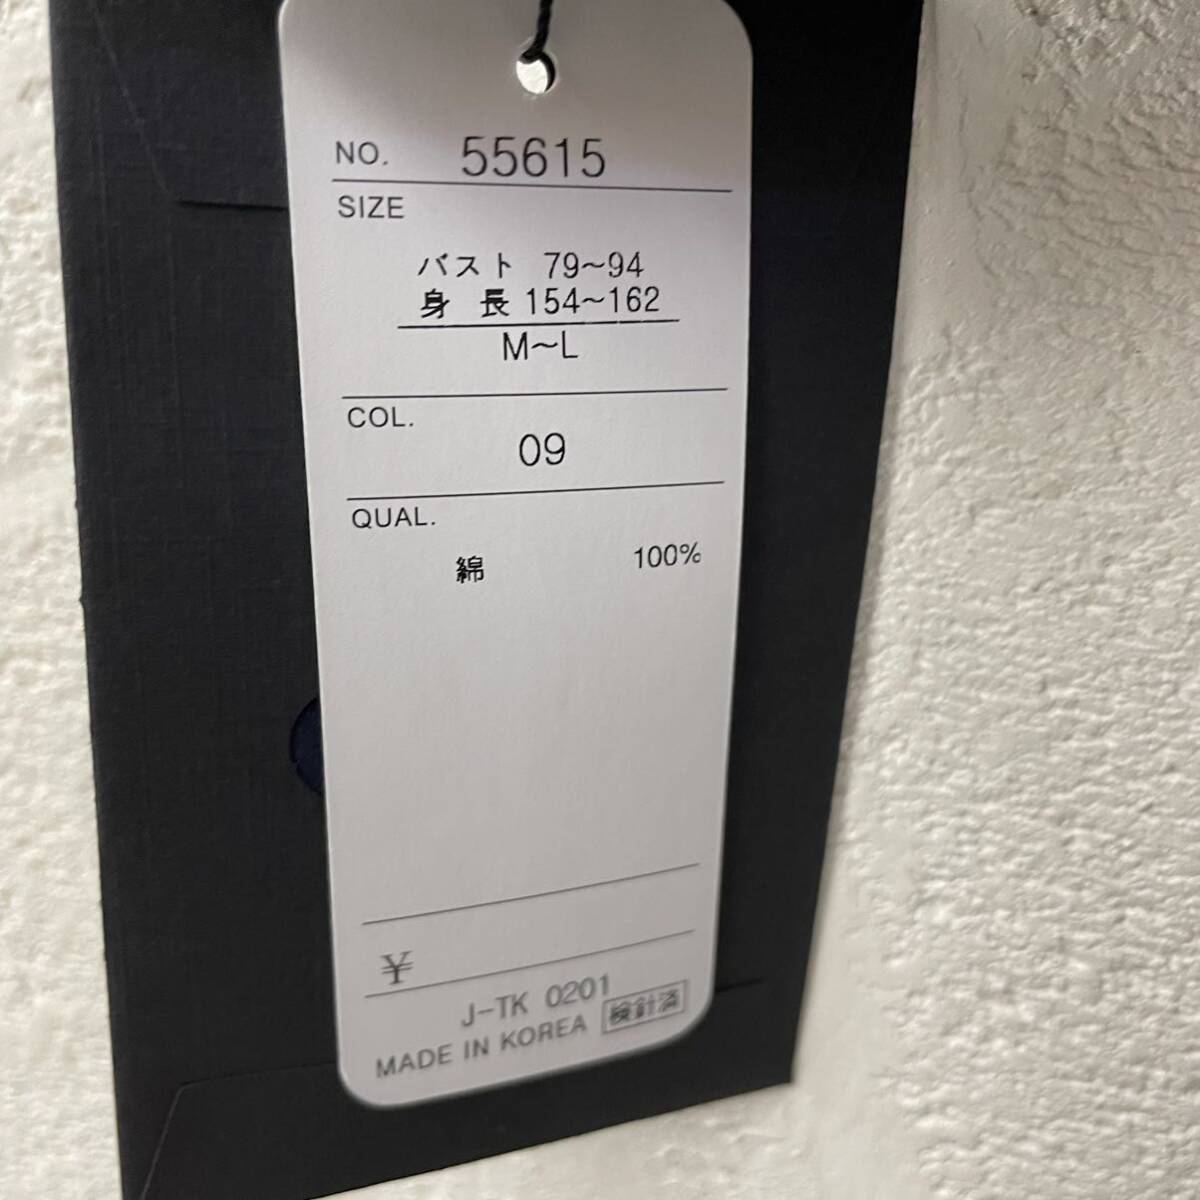 NO. 55615
SIZE
バスト 79～94
身 長 154～162
M～L
COL.
09
QUAL.
綿 100%
¥
J-TK 0201
MADE IN KOREA 検針済